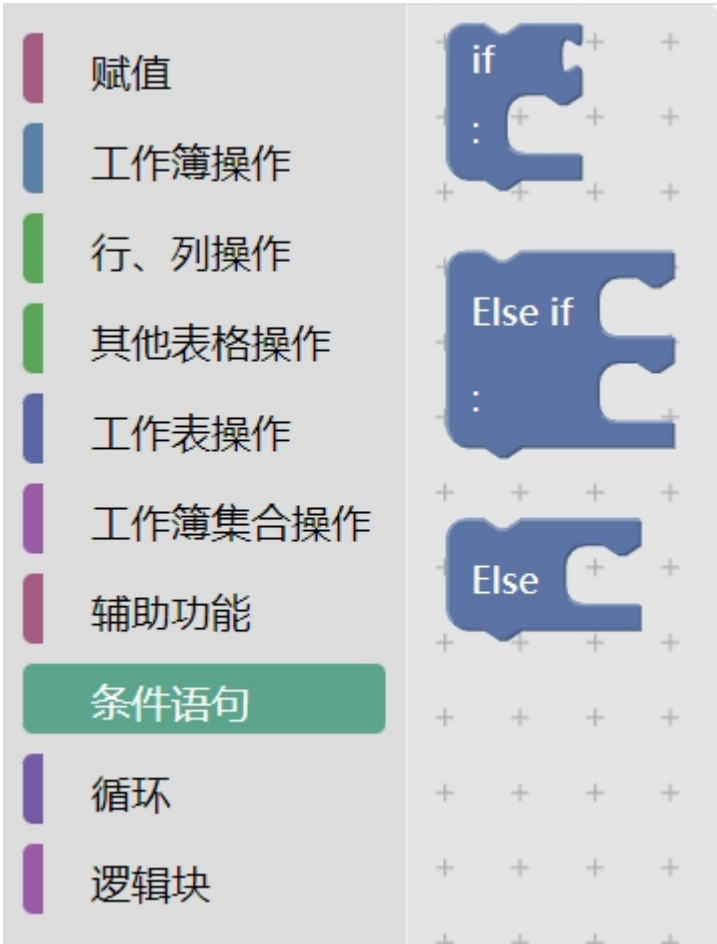 赋值
工作簿操作
行、列操作
其他表格操作
工作表操作
工作簿集合操作
辅助功能
条件语句
循环
逻辑块
if
:
Else if
:
Else